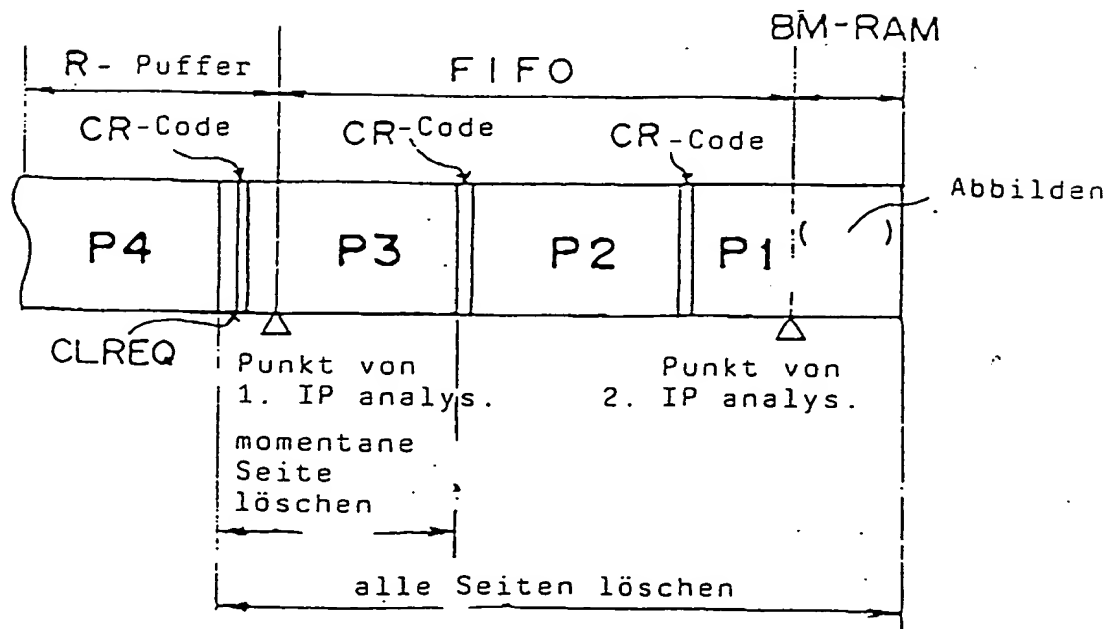 BM-RAM
R- Puffer
FIFO
CR-Code
CR-Code
CR-Code
Abbilden
P4
P3
P2
P1
( )
CLREQ
Punkt von
1. IP analys.
Punkt von
2. IP analys.
momentane
Seite
löschen
alle Seiten löschen